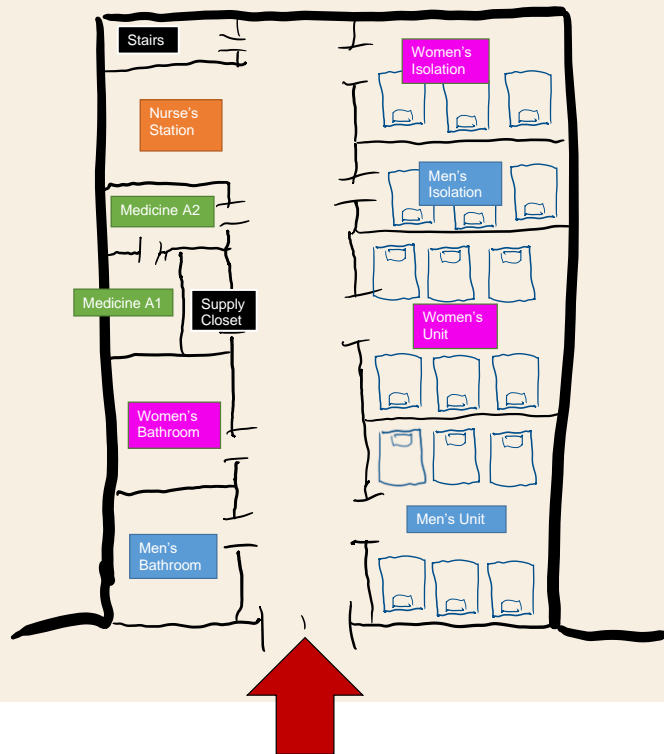 Stairs
Women's
Isolation
Nurse's
Station
Men's
Isolation
Medicine A2
Medicine A1
Supply
Closet
Women's
Unit
Women's
Bathroom
Men's Unit
Men's
Bathroom